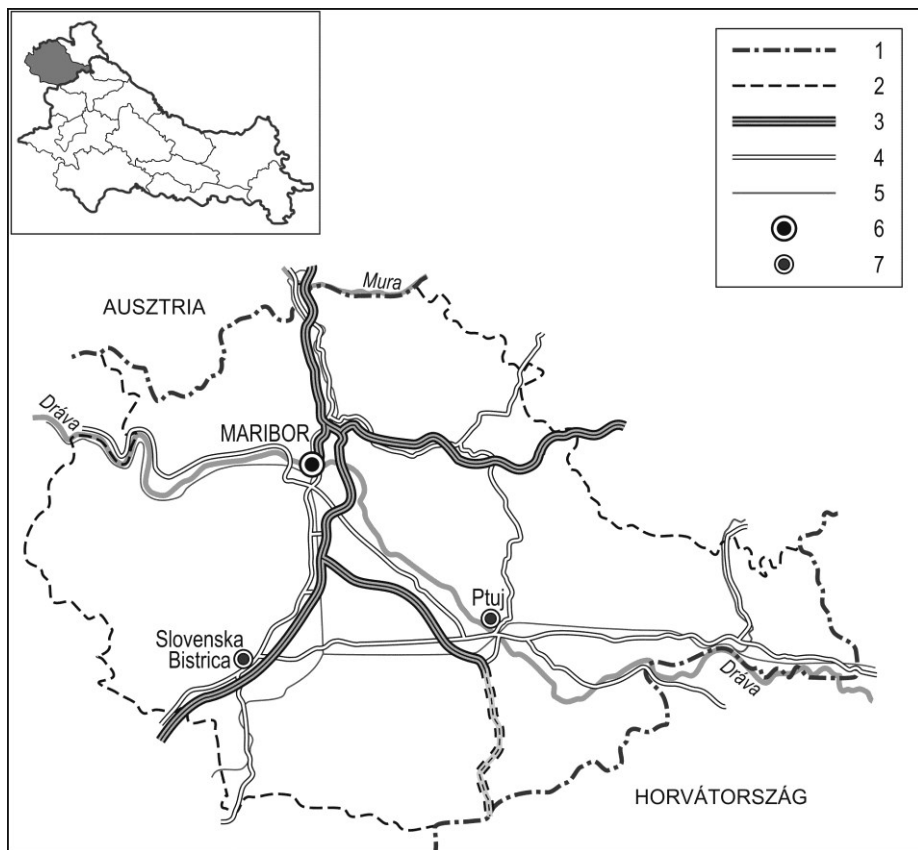 1
2
3
4
5
6
7
Mura
AUSZTRIA
Dráva
MARIBOR
Ptuj
Slovenska
Bistrica
Dráva
HORVÁTORSZÁG